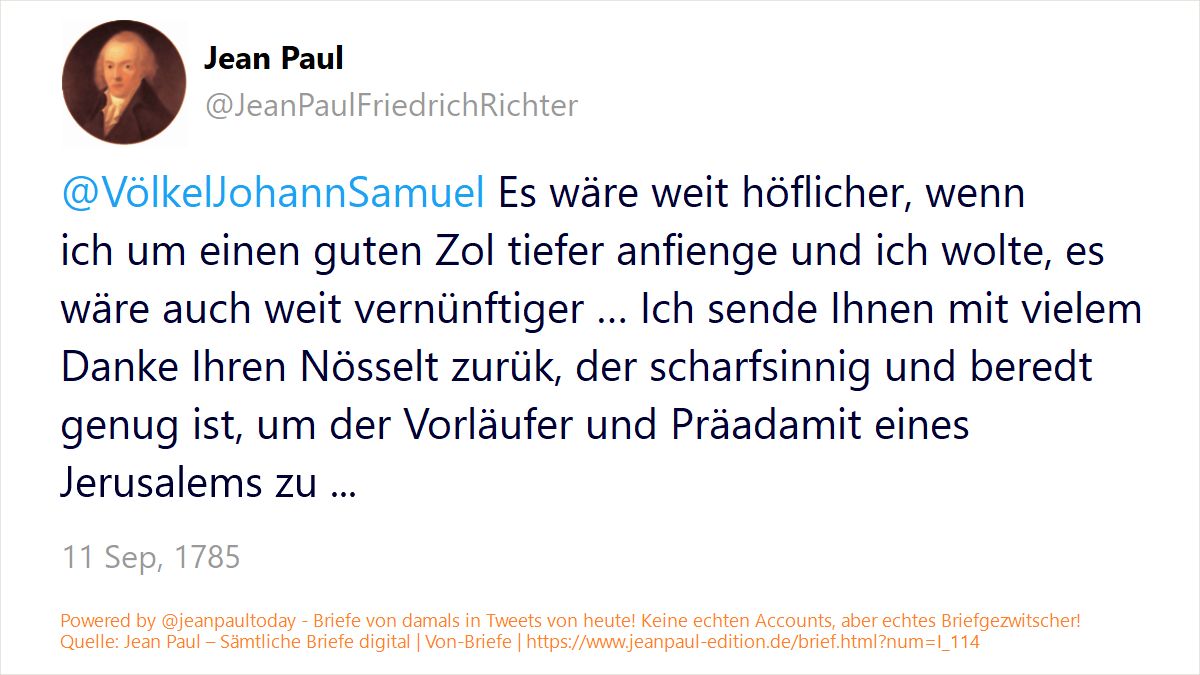 Jean Paul
@JeanPaulFriedrichRichter
@VölkelJohannSamuel Es wäre weit höflicher, wenn
ich um einen guten Zol tiefer anfienge und ich wolte, es
wäre auch weit vernünftiger … Ich sende Ihnen mit vielem
Danke Ihren Nösselt zurük, der scharfsinnig und beredt
genug ist, um der Vorläufer und Präadamit eines
Jerusalems zu ...
11 Sep, 1785
Powered by @jeanpaultoday - Briefe von damals in Tweets von heute! Keine echten Accounts, aber echtes Briefgezwitscher!
Quelle: Jean Paul – Sämtliche Briefe digital | Von-Briefe | https://www.jeanpaul-edition.de/brief.html?num=I_114